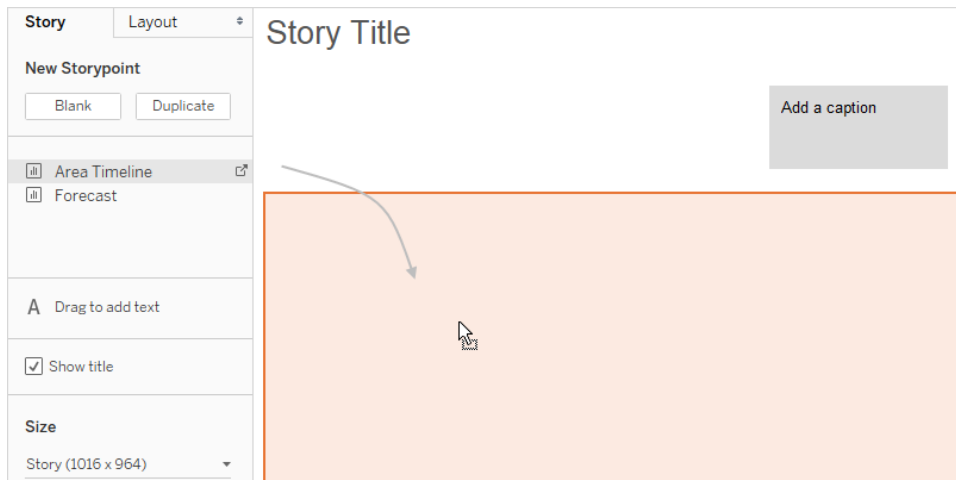 Story Layout
New Storypoint
Blank Duplicate
Area Timeline
Forecast
A Drag to add text
Show title
Size
Story (1016 x 964)
Story Title
Add a caption